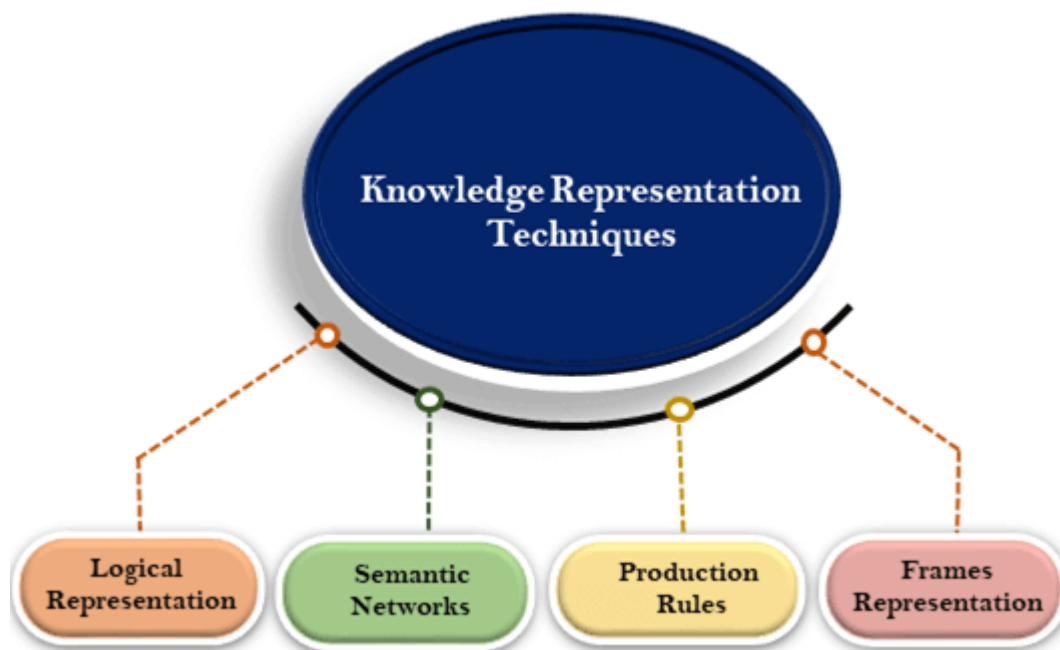 Knowledge Representation
Techniques
Logical
Representation
Semantic
Networks
Production
Rules
Frames
Representation